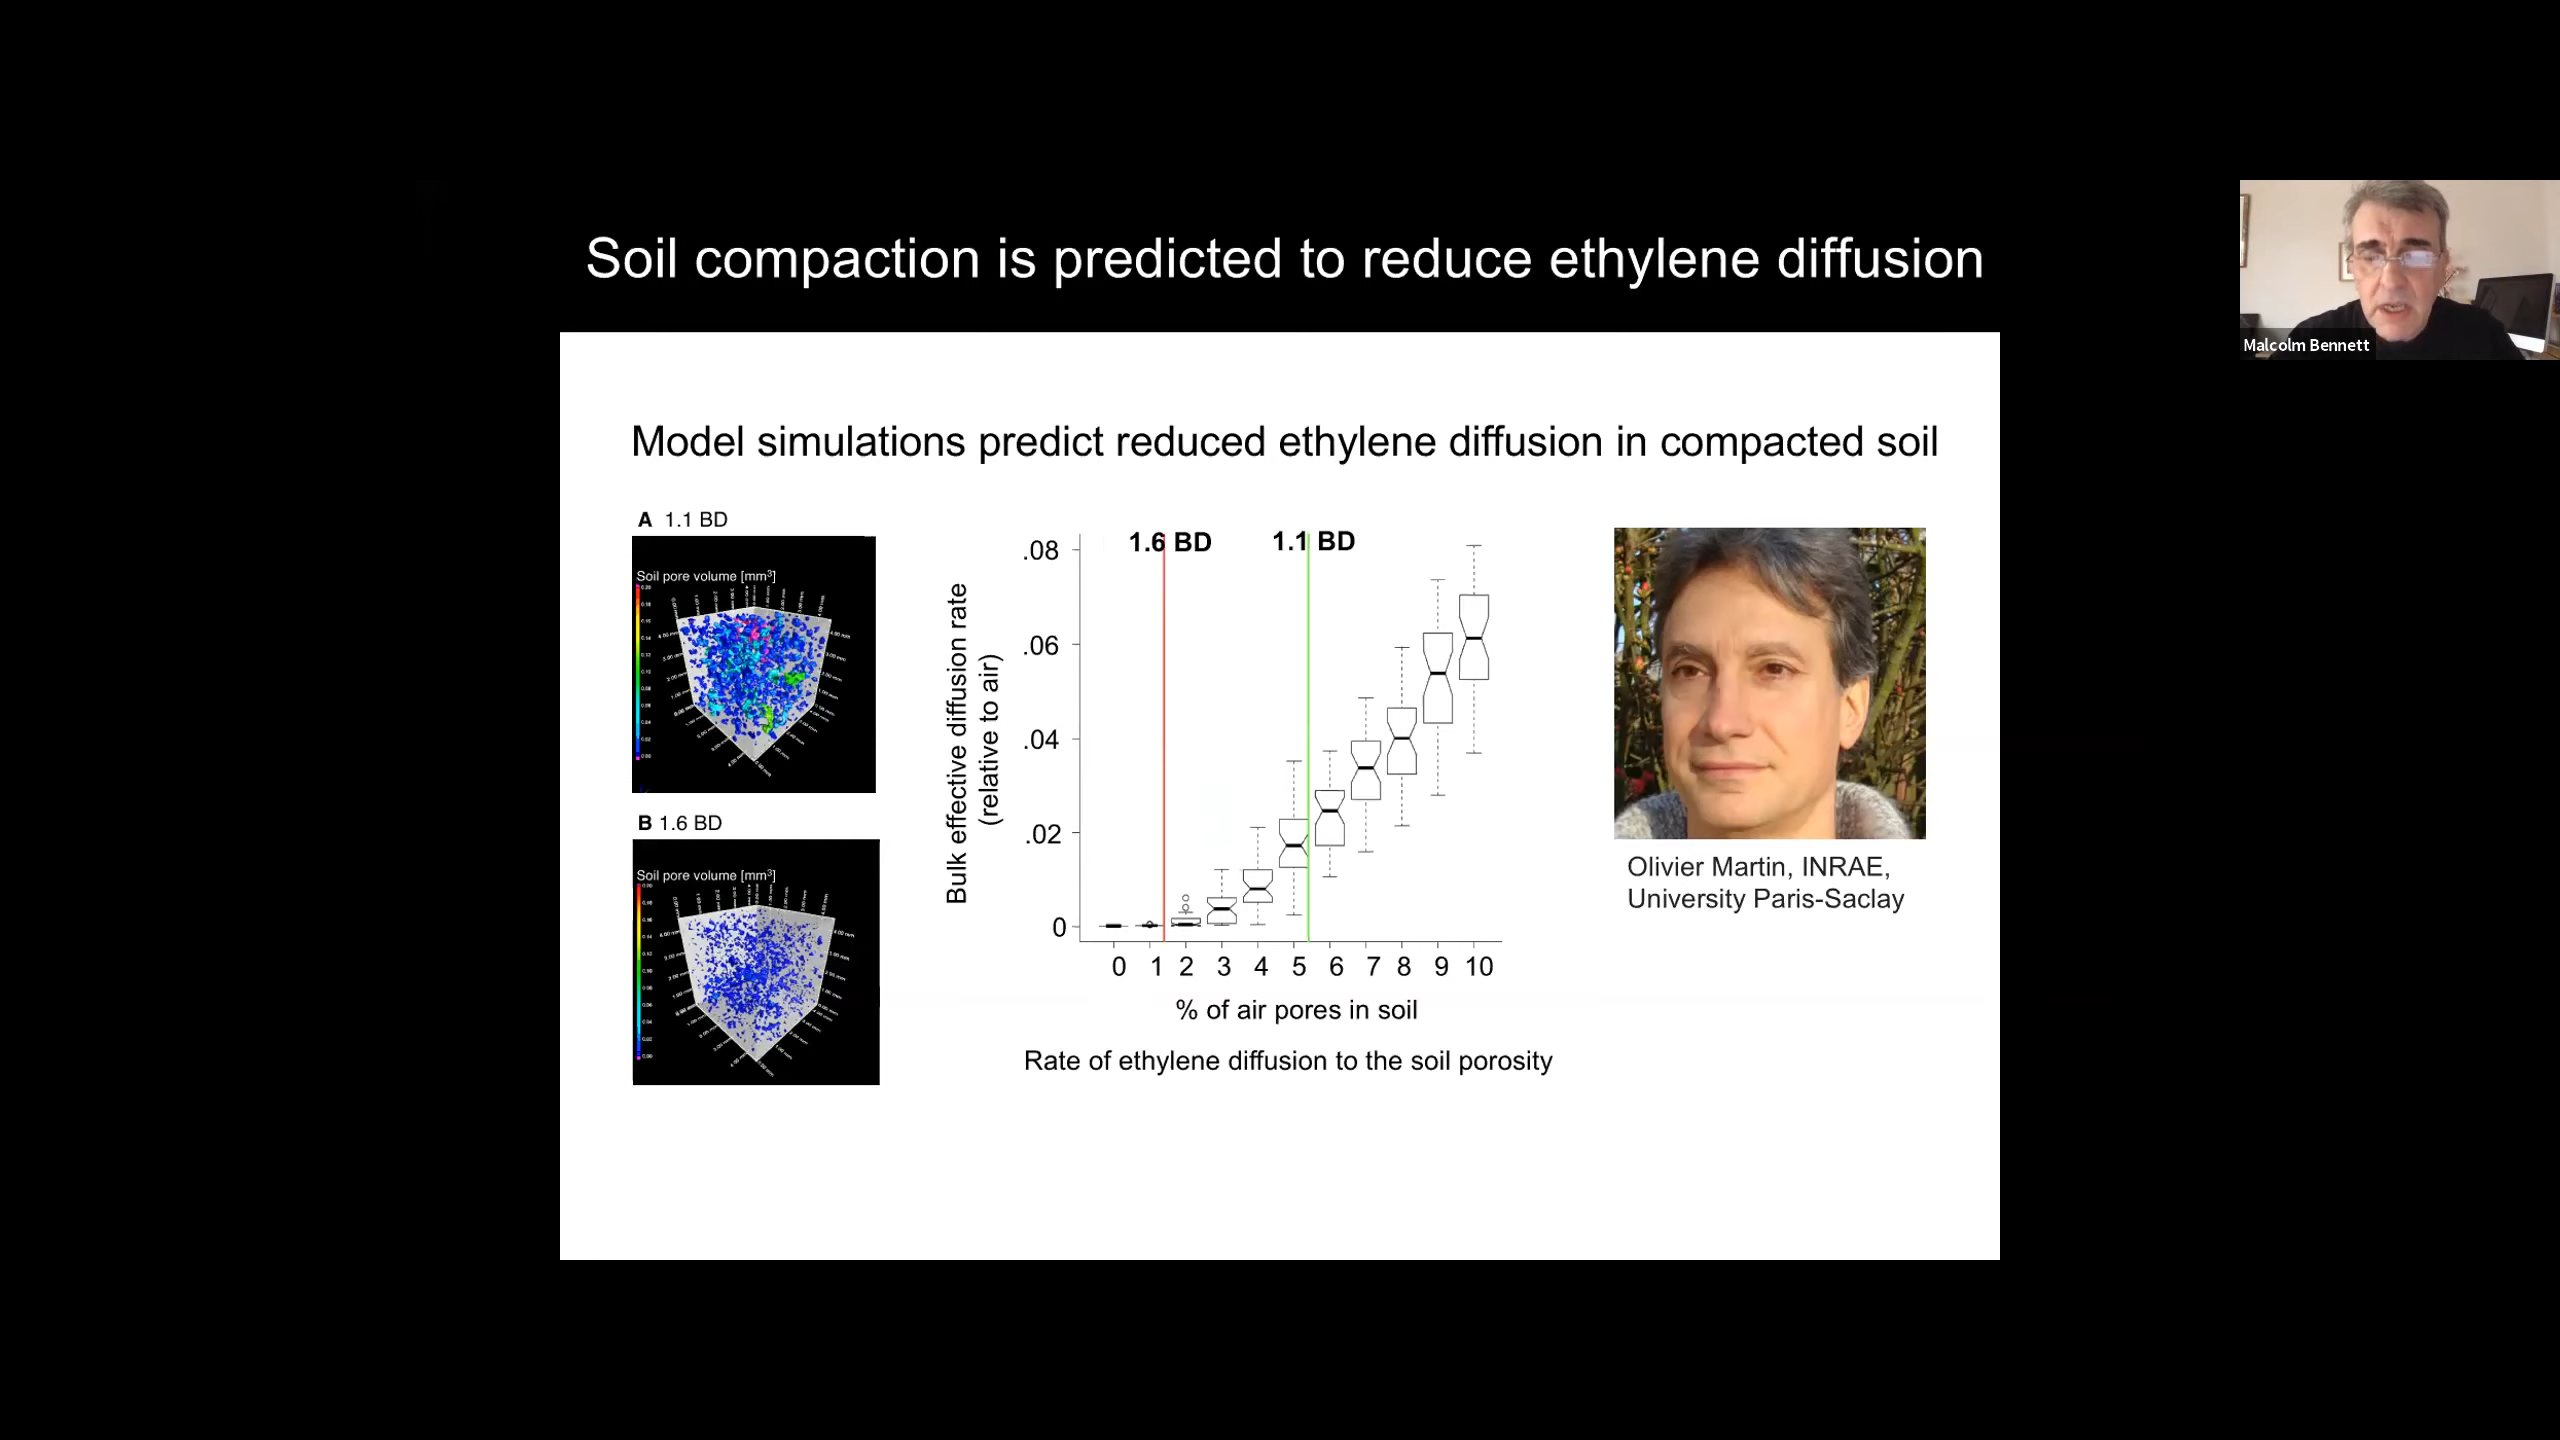 Soil compaction is predicted to reduce ethylene diffusion
Malcolm Bennett
Model simulations predict reduced ethylene diffusion in compacted soil
A 1.1 BD
Soil pore volume [mm³]
B 1.6 BD
Soil pore volume [mm³]
1.6 BD
1.1 BD
Bulk effective diffusion rate
(relative to air)
.08
.06
.04
.02
0
0 1 2 3 4 5 6 7 8 9 10
% of air pores in soil
Rate of ethylene diffusion to the soil porosity
Olivier Martin, INRAE,
University Paris-Saclay